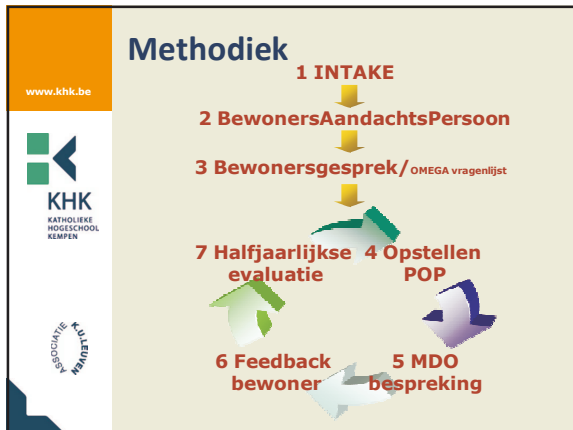 Methodiek
1 INTAKE
www.khk.be
2 BewonersAandachtsPersoon
3 Bewonersgesprek/OMEGA vragenlijst
KHK
KATHOLIEKE
HOGESCHOOL
KEMPEN
7 Halfjaarlijkse
evaluatie
4 Opstellen
POP
ASSOCIATIE
K.U.LEUVEN
6 Feedback
bewoner
5 MDO
bespreking